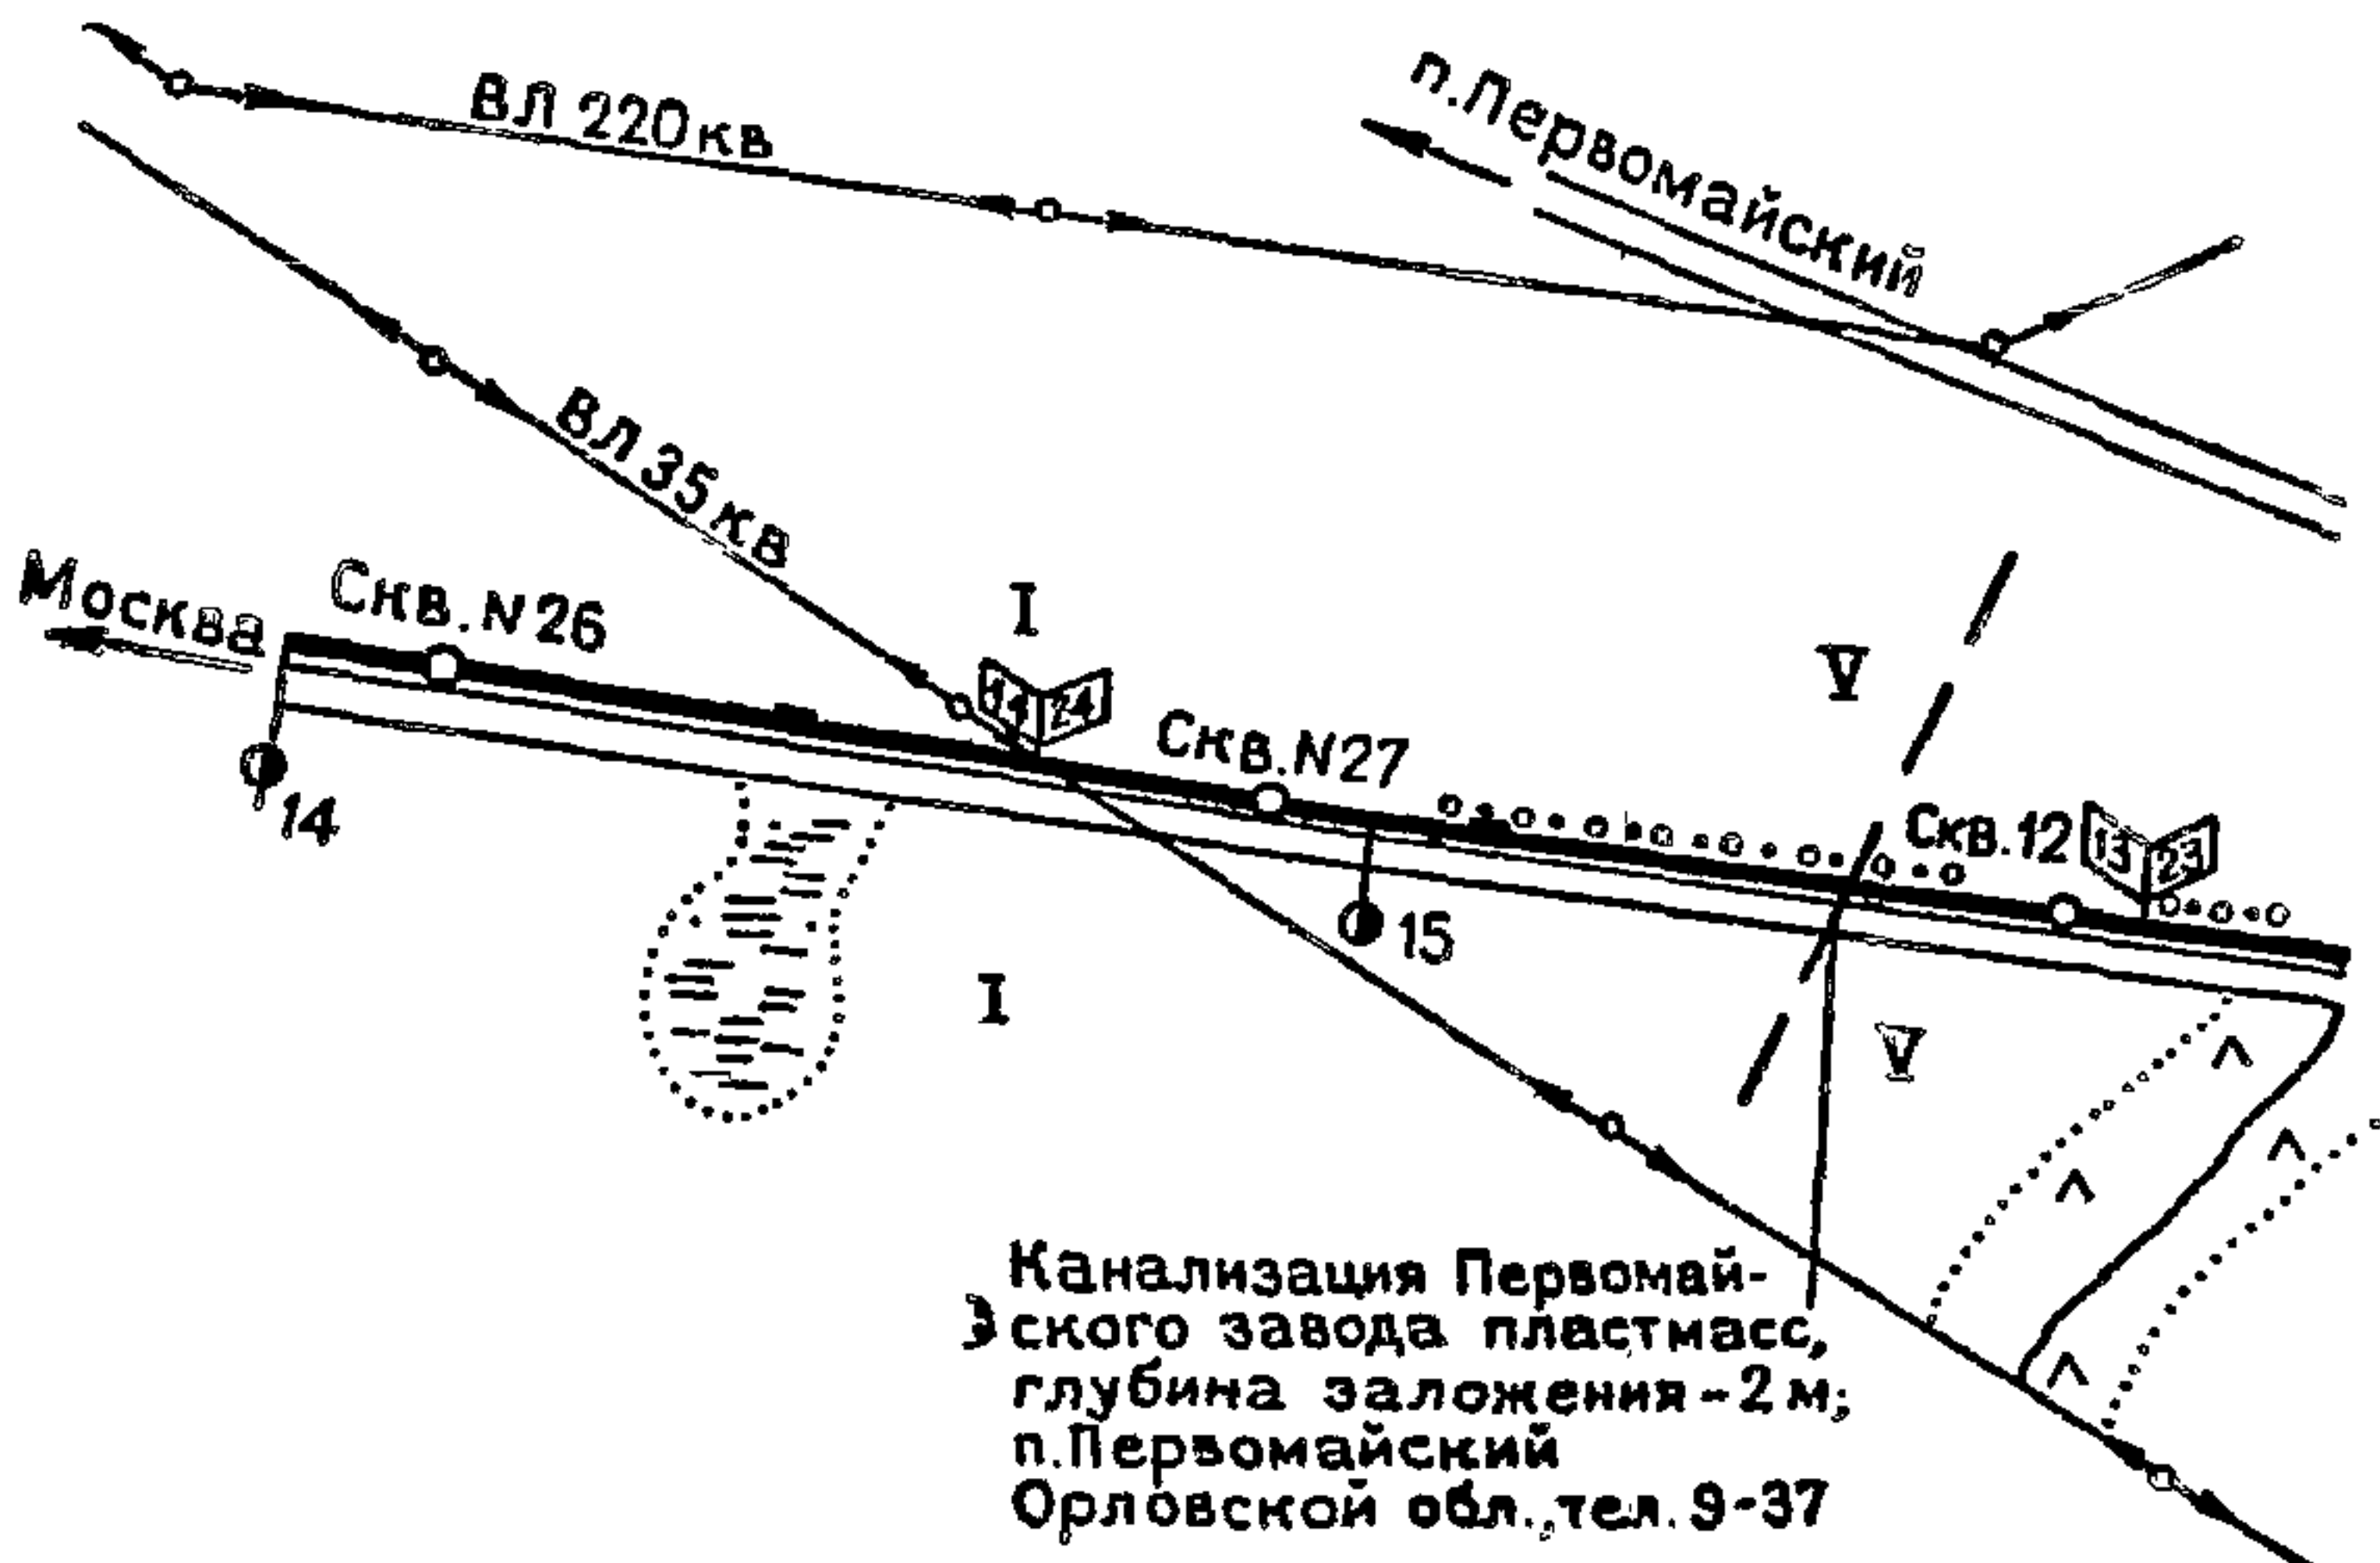 ВЛ 220кв
п.Первомайский
ВЛ 35кв
Москва
Скв.N26
I
14 24
Скв.N27
V
Скв.12
13 23
14
15
I
V
Канализация Первомай-
ского завода пластмасс,
глубина заложения-2м;
п.Первомайский
Орловской обл., тел. 9-37